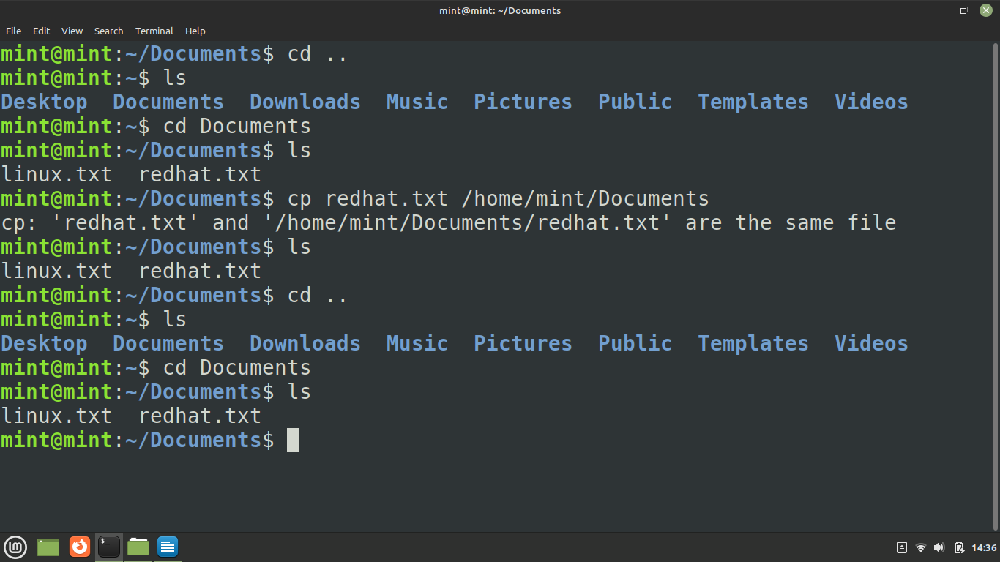 mint@mint: ~/Documents
File Edit View Search Terminal Help
mint@mint:~/Documents$ cd ..
mint@mint:~$ ls
Desktop Documents Downloads Music Pictures Public Templates Videos
mint@mint:~$ cd Documents
mint@mint:~/Documents$ ls
linux.txt redhat.txt
mint@mint:~/Documents$ cp redhat.txt /home/mint/Documents
cp: 'redhat.txt' and '/home/mint/Documents/redhat.txt' are the same file
mint@mint:~/Documents$ ls
linux.txt redhat.txt
mint@mint:~/Documents$ cd ..
mint@mint:~$ ls
Desktop Documents Downloads Music Pictures Public Templates Videos
mint@mint:~$ cd Documents
mint@mint:~/Documents$ ls
linux.txt redhat.txt
mint@mint:~/Documents$
14:36